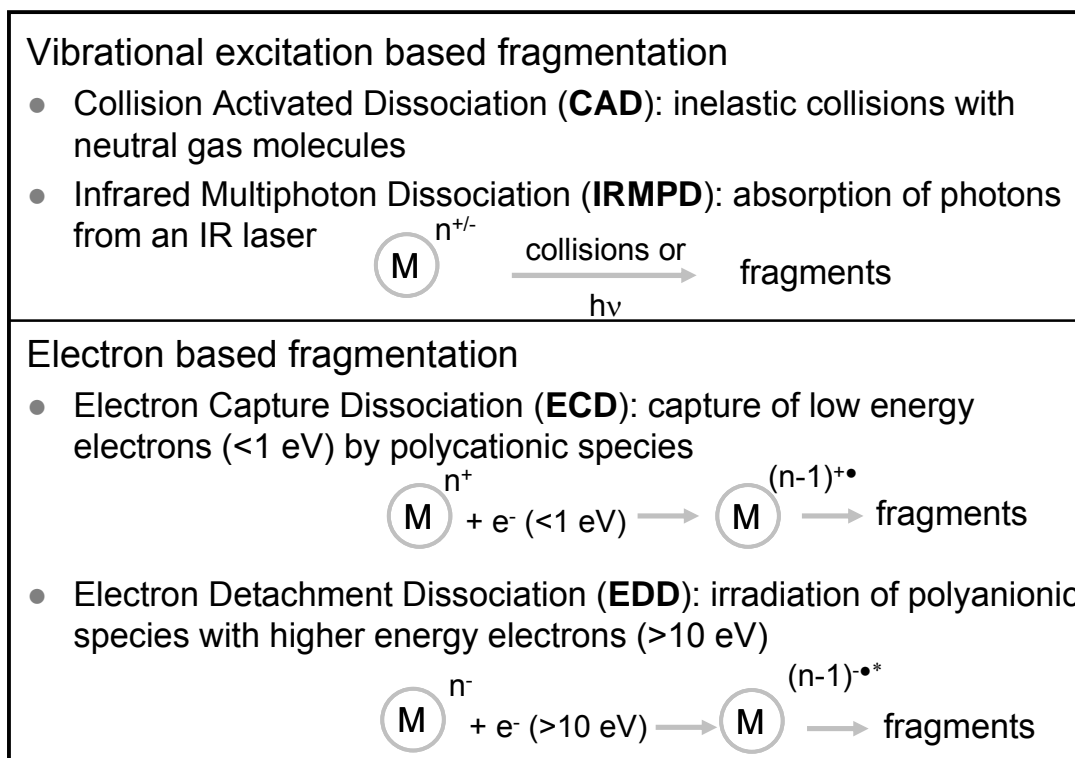 Vibrational excitation based fragmentation
● Collision Activated Dissociation (CAD): inelastic collisions with
neutral gas molecules
● Infrared Multiphoton Dissociation (IRMPD): absorption of photons
from an IR laser
M n+/- collisions or fragments
hν
Electron based fragmentation
● Electron Capture Dissociation (ECD): capture of low energy
electrons (<1 eV) by polycationic species
M n+ + e- (<1 eV) M (n-1)+● fragments
● Electron Detachment Dissociation (EDD): irradiation of polyanionic
species with higher energy electrons (>10 eV)
M n- + e- (>10 eV) M (n-1)-●* fragments